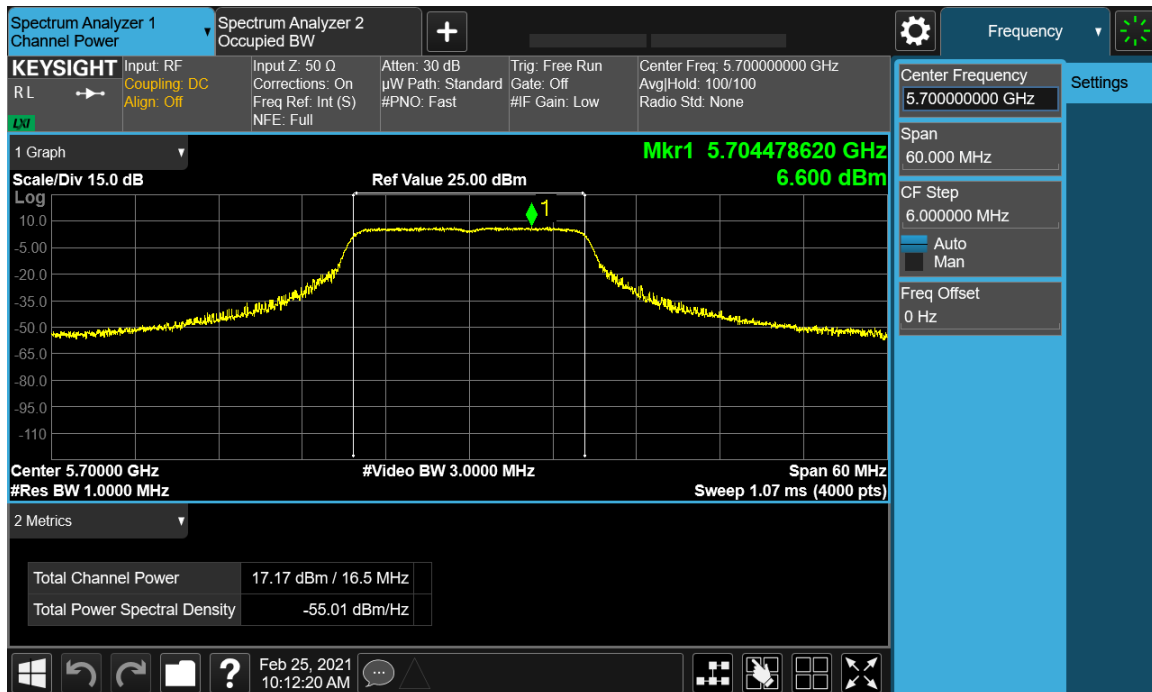 Spectrum Analyzer 1
Channel Power
Spectrum Analyzer 2
Occupied BW
Frequency
KEYSIGHT
R L
LXI
Input: RF
Coupling: DC
Align: Off
Input Z: 50 Ω
Corrections: On
Freq Ref: Int (S)
NFE: Full
Atten: 30 dB
µW Path: Standard
#PNO: Fast
Trig: Free Run
Gate: Off
#IF Gain: Low
Center Freq: 5.700000000 GHz
Avg|Hold: 100/100
Radio Std: None
Center Frequency
5.700000000 GHz
Settings
Span
60.000 MHz
CF Step
6.000000 MHz
Auto
Man
Freq Offset
0 Hz
1 Graph
Mkr1 5.704478620 GHz
6.600 dBm
Scale/Div 15.0 dB
Ref Value 25.00 dBm
Log
1
10.0
-5.00
-20.0
-35.0
-50.0
-65.0
-80.0
-95.0
-110
Center 5.70000 GHz
#Video BW 3.0000 MHz
Span 60 MHz
#Res BW 1.0000 MHz
Sweep 1.07 ms (4000 pts)
2 Metrics
Total Channel Power 17.17 dBm / 16.5 MHz
Total Power Spectral Density -55.01 dBm/Hz
?
Feb 25, 2021
10:12:20 AM